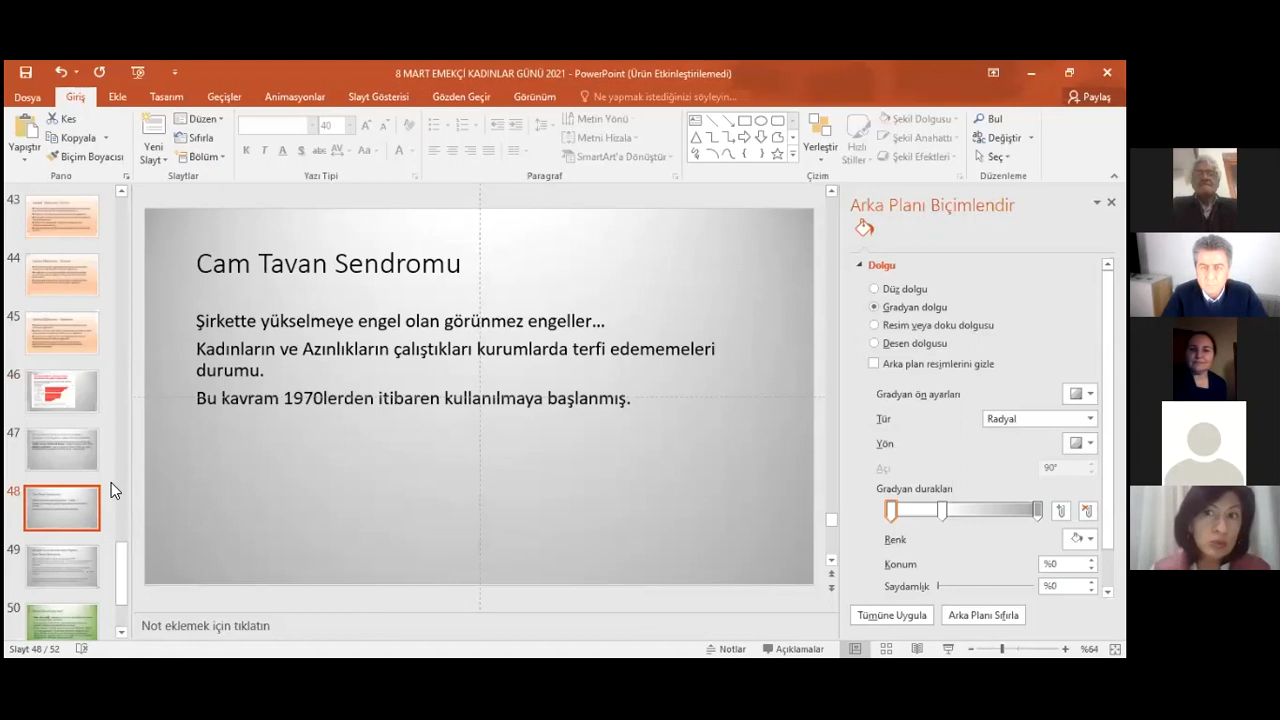 8 MART EMEKÇİ KADINLAR GÜNÜ 2021 - PowerPoint (Ürün Etkinleştirilemedi)
Dosya Giriş Ekle Tasarım Geçişler Animasyonlar Slayt Gösterisi Gözden Geçir Görünüm Ne yapmak istediğinizi söyleyin... Paylaş
Yapıştır
Kes
Kopyala
Biçim Boyacısı
Pano
Yeni
Slayt
Düzen
Sıfırla
Bölüm
Slaytlar
40
K T A S abc AV Aa A
Yazı Tipi
Metin Yönü
Metni Hizala
SmartArt'a Dönüştür
Paragraf
Yerleştir
Hızlı
Stiller
Şekil Dolgusu
Şekil Anahattı
Şekil Efektleri
Çizim
Bul
Değiştir
Seç
Düzenleme
43
44
45
46
47
48
49
50
Cam Tavan Sendromu
Şirkette yükselmeye engel olan görünmez engeller...
Kadınların ve Azınlıkların çalıştıkları kurumlarda terfi edememeleri
durumu.
Bu kavram 1970lerden itibaren kullanılmaya başlanmış.
Not eklemek için tıklatın
Arka Planı Biçimlendir
Dolgu
Düz dolgu
Gradyan dolgu
Resim veya doku dolgusu
Desen dolgusu
Arka plan resimlerini gizle
Gradyan ön ayarları
Tür Radyal
Yön
Açı 90°
Gradyan durakları
Renk
Konum %0
Saydamlık %0
Tümüne Uygula Arka Planı Sıfırla
Slayt 48 / 52 Notlar Açıklamalar %64